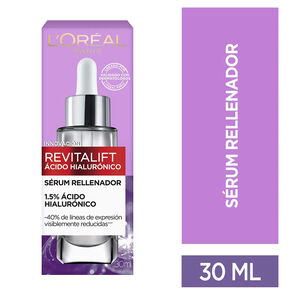 L'ORÉAL
PARIS
VALIDADO CON
DERMATÓLOGOS
INNOVACIÓN
REVITALIFT
ÁCIDO HIALURÓNICO
SÉRUM RELLENADOR
1.5% ÁCIDO
HIALURÓNICO
-40% de líneas de expresión
visiblemente reducidas
30ml
SÉRUM RELLENADOR
30 ML